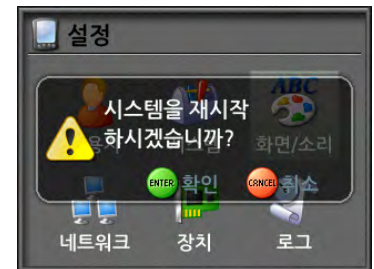 설정
ABC
시스템을 재시작
하시겠습니까?
화면/소리
ENTER 확인
CANCEL 취소
네트워크
장치
로그